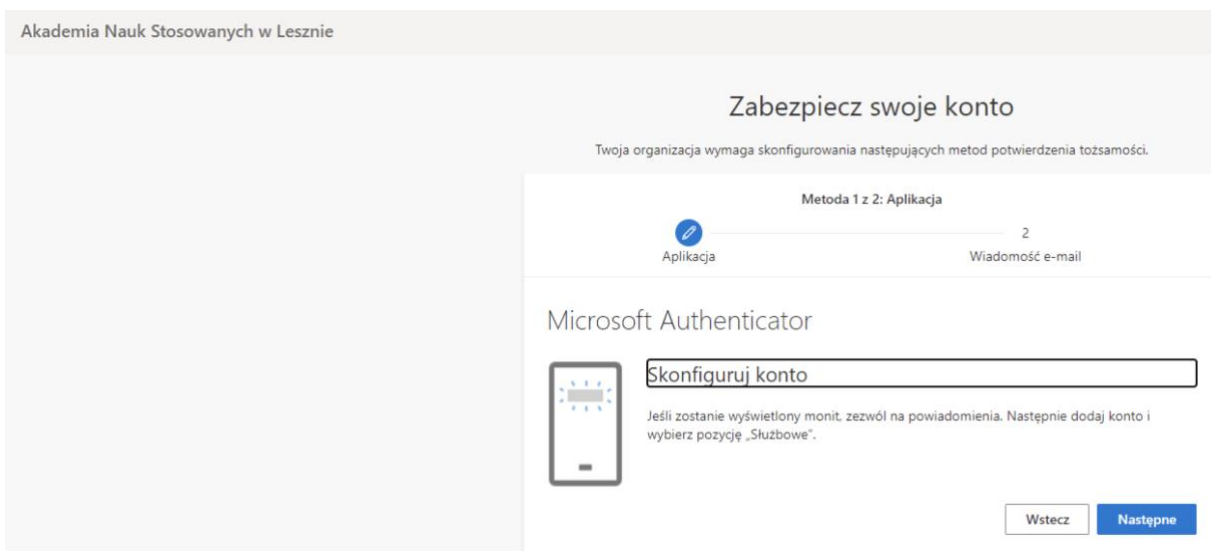 Akademia Nauk Stosowanych w Lesznie
Zabezpiecz swoje konto
Twoja organizacja wymaga skonfigurowania następujących metod potwierdzenia tożsamości.
Metoda 1 z 2: Aplikacja
2
Aplikacja
Wiadomość e-mail
Microsoft Authenticator
Skonfiguruj konto
Jeśli zostanie wyświetlony monit, zezwól na powiadomienia. Następnie dodaj konto i
wybierz pozycję „Służbowe”.
Wstecz
Następne